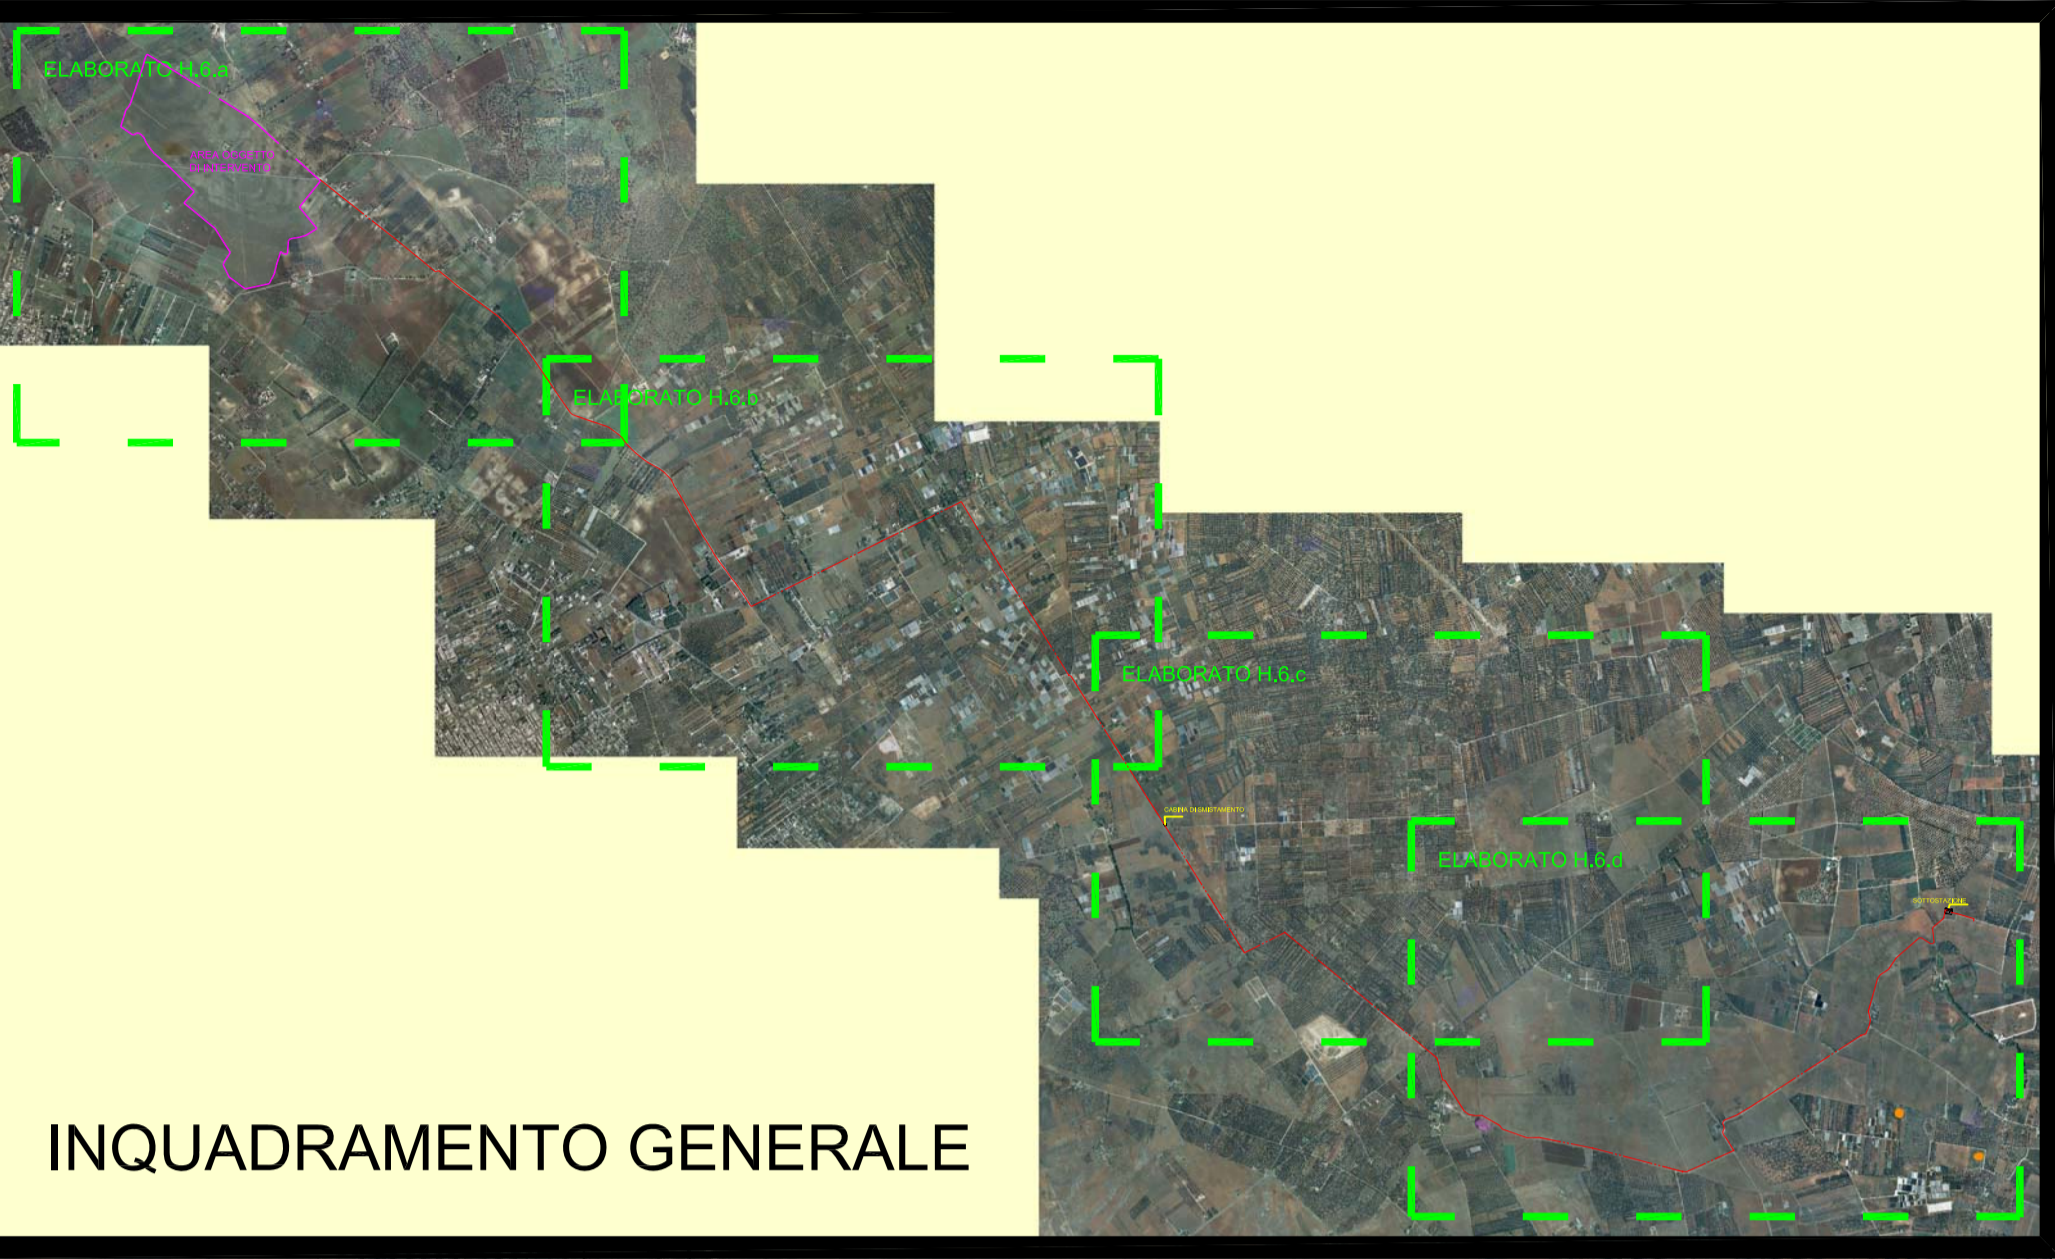 ELABORATO H.6.a
ELABORATO H.6.b
ELABORATO H.6.c
CABINA DI SMISTAMENTO
ELABORATO H.6.d
SOTTOSTAZIONE
INQUADRAMENTO GENERALE